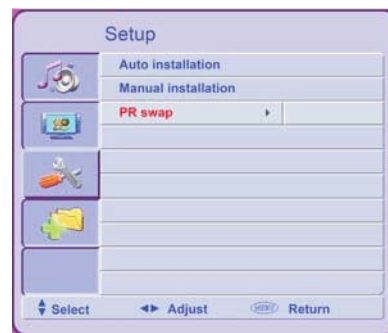 Setup
Auto installation
Manual installation
PR swap
Select Adjust MENU Return